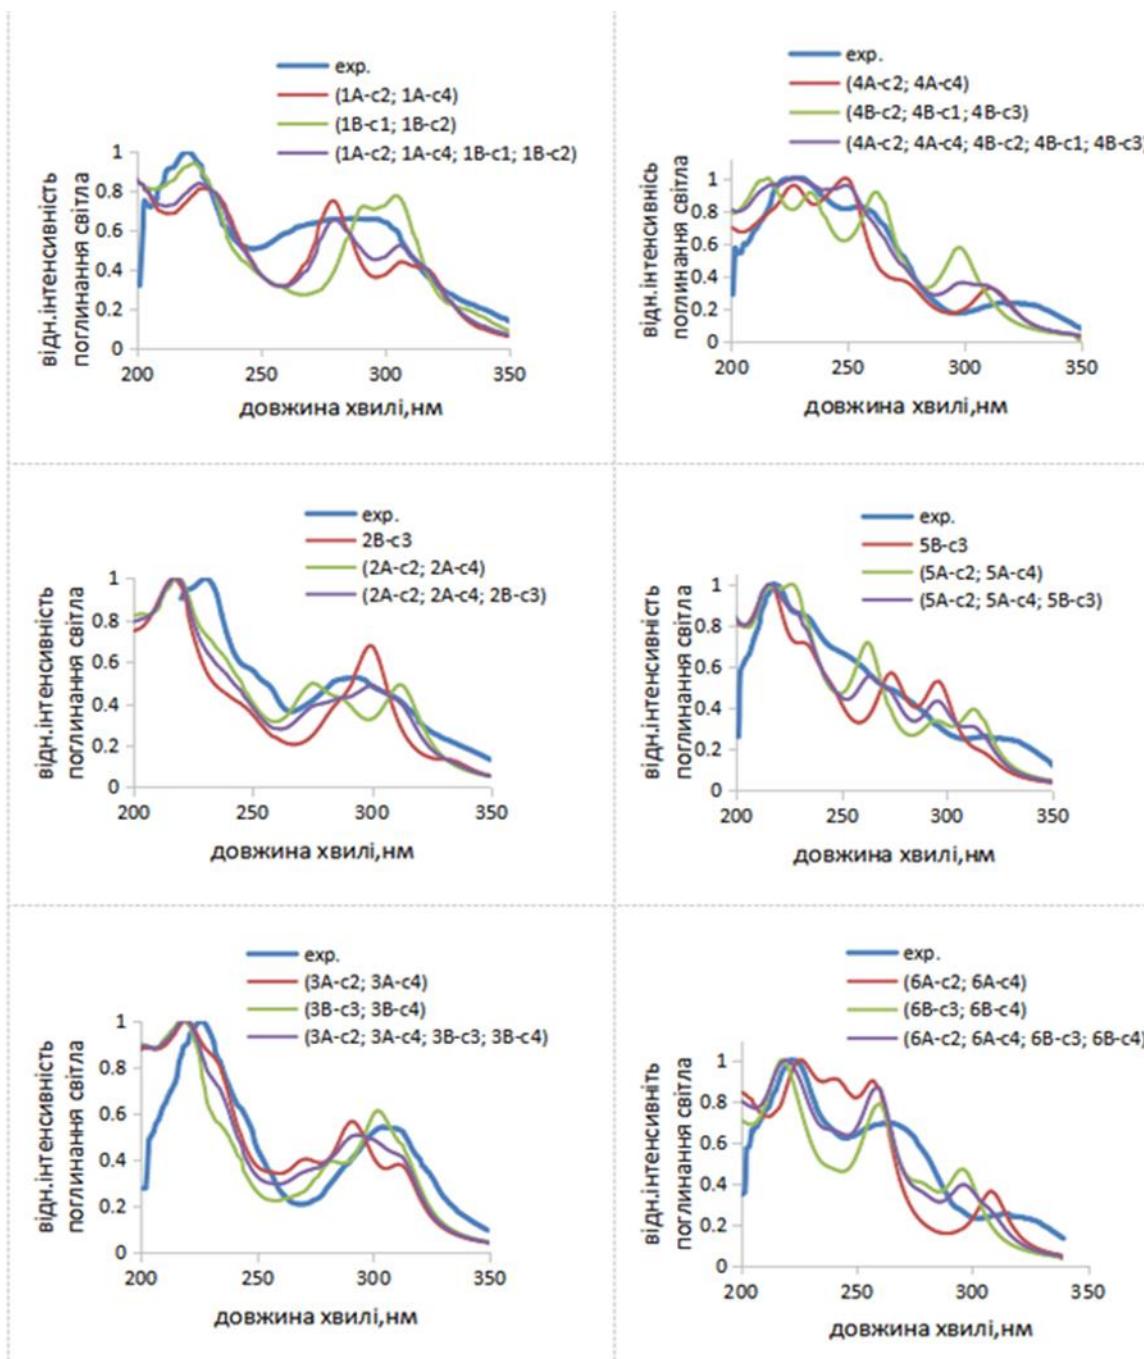 exp.
(1A-c2; 1A-c4)
(1B-c1; 1B-c2)
(1A-c2; 1A-c4; 1B-c1; 1B-c2)
відн.інтенсивність
поглинання світла
1
0.8
0.6
0.4
0.2
0
200
250
300
350
довжина хвилі,нм
exp.
(4A-c2; 4A-c4)
(4B-c2; 4B-c1; 4B-c3)
(4A-c2; 4A-c4; 4B-c2; 4B-c1; 4B-c3)
відн.інтенсивнісь
поглинання світла
1
0.8
0.6
0.4
0.2
0
200
250
300
350
довжина хвилі,нм
exp.
2B-c3
(2A-c2; 2A-c4)
(2A-c2; 2A-c4; 2B-c3)
відн.інтенсивність
поглинання світла
1
0.8
0.6
0.4
0.2
0
200
250
300
350
довжина хвилі,нм
exp.
5B-c3
(5A-c2; 5A-c4)
(5A-c2; 5A-c4; 5B-c3)
відн.інтенсивність
поглинання світла
1
0.8
0.6
0.4
0.2
0
200
250
300
350
довжина хвилі,нм
exp.
(3A-c2; 3A-c4)
(3B-c3; 3B-c4)
(3A-c2; 3A-c4; 3B-c3; 3B-c4)
відн.інтенсивність
поглинання світла
1
0.8
0.6
0.4
0.2
0
200
250
300
350
довжина хвилі,нм
exp.
(6A-c2; 6A-c4)
(6B-c3; 6B-c4)
(6A-c2; 6A-c4; 6B-c3; 6B-c4)
відн.інтенсивніть
поглинання світла
1
0.8
0.6
0.4
0.2
0
200
250
300
350
довжина хвилі,нм